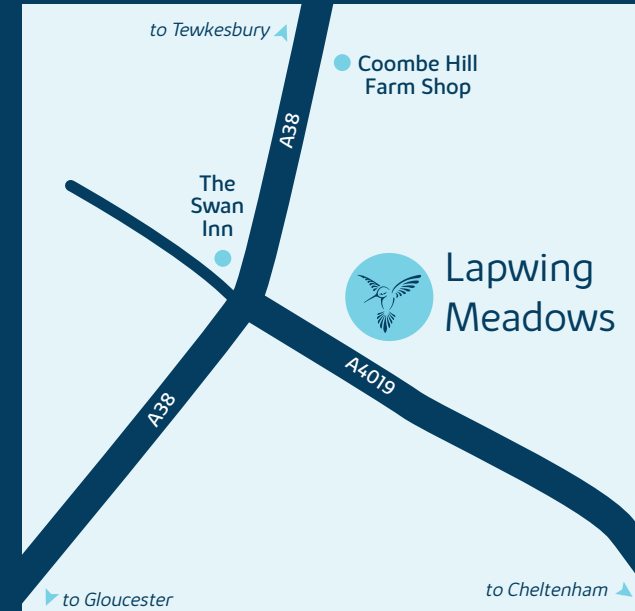 to Tewkesbury
Coombe Hill
Farm Shop
A38
The
Swan
Inn
Lapwing
Meadows
A4019
A38
to Gloucester
to Cheltenham